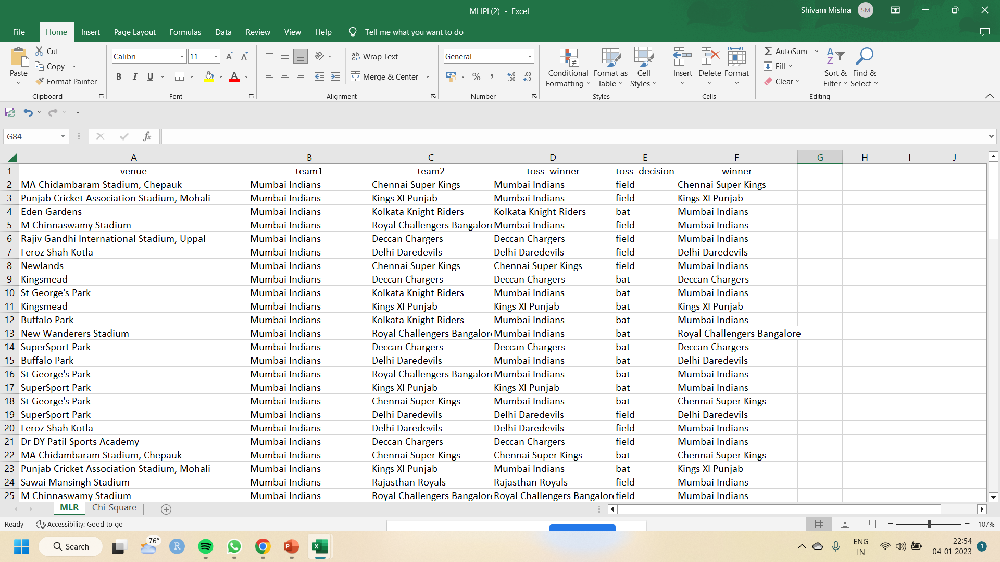 MI IPL(2) - Excel
Shivam Mishra SM
File Home Insert Page Layout Formulas Data Review View Help Tell me what you want to do
Paste Cut Copy Format Painter Clipboard
Calibri 11 B I U A Font
Wrap Text Merge & Center Alignment
General % Number
Conditional Formatting Format as Table Cell Styles Styles
Insert Delete Format Cells
AutoSum Fill Clear Sort & Filter Find & Select Editing
G84 fx
A B C D E F G H I J
1 venue team1 team2 toss_winner toss_decision winner
2 MA Chidambaram Stadium, Chepauk Mumbai Indians Chennai Super Kings Mumbai Indians field Chennai Super Kings
3 Punjab Cricket Association Stadium, Mohali Mumbai Indians Kings XI Punjab Mumbai Indians field Kings XI Punjab
4 Eden Gardens Mumbai Indians Kolkata Knight Riders Kolkata Knight Riders bat Mumbai Indians
5 M Chinnaswamy Stadium Mumbai Indians Royal Challengers Bangalor Mumbai Indians field Mumbai Indians
6 Rajiv Gandhi International Stadium, Uppal Mumbai Indians Deccan Chargers Deccan Chargers field Mumbai Indians
7 Feroz Shah Kotla Mumbai Indians Delhi Daredevils Delhi Daredevils field Delhi Daredevils
8 Newlands Mumbai Indians Chennai Super Kings Chennai Super Kings field Mumbai Indians
9 Kingsmead Mumbai Indians Deccan Chargers Deccan Chargers bat Deccan Chargers
10 St George's Park Mumbai Indians Kolkata Knight Riders Mumbai Indians bat Mumbai Indians
11 Kingsmead Mumbai Indians Kings XI Punjab Kings XI Punjab bat Kings XI Punjab
12 Buffalo Park Mumbai Indians Kolkata Knight Riders Mumbai Indians bat Mumbai Indians
13 New Wanderers Stadium Mumbai Indians Royal Challengers Bangalor Mumbai Indians bat Royal Challengers Bangalore
14 SuperSport Park Mumbai Indians Deccan Chargers Deccan Chargers bat Deccan Chargers
15 Buffalo Park Mumbai Indians Delhi Daredevils Mumbai Indians bat Delhi Daredevils
16 St George's Park Mumbai Indians Royal Challengers Bangalor Mumbai Indians bat Mumbai Indians
17 SuperSport Park Mumbai Indians Kings XI Punjab Kings XI Punjab bat Mumbai Indians
18 St George's Park Mumbai Indians Chennai Super Kings Mumbai Indians bat Chennai Super Kings
19 SuperSport Park Mumbai Indians Delhi Daredevils Delhi Daredevils field Delhi Daredevils
20 Feroz Shah Kotla Mumbai Indians Delhi Daredevils Delhi Daredevils field Mumbai Indians
21 Dr DY Patil Sports Academy Mumbai Indians Deccan Chargers Deccan Chargers field Mumbai Indians
22 MA Chidambaram Stadium, Chepauk Mumbai Indians Chennai Super Kings Chennai Super Kings bat Chennai Super Kings
23 Punjab Cricket Association Stadium, Mohali Mumbai Indians Kings XI Punjab Mumbai Indians bat Kings XI Punjab
24 Sawai Mansingh Stadium Mumbai Indians Rajasthan Royals Rajasthan Royals field Mumbai Indians
25 M Chinnaswamy Stadium Mumbai Indians Royal Challengers Bangalor Royal Challengers Bangalor field Mumbai Indians
MLR Chi-Square
Ready Accessibility: Good to go 107%
Search 76° R ENG IN 22:54 04-01-2023 1